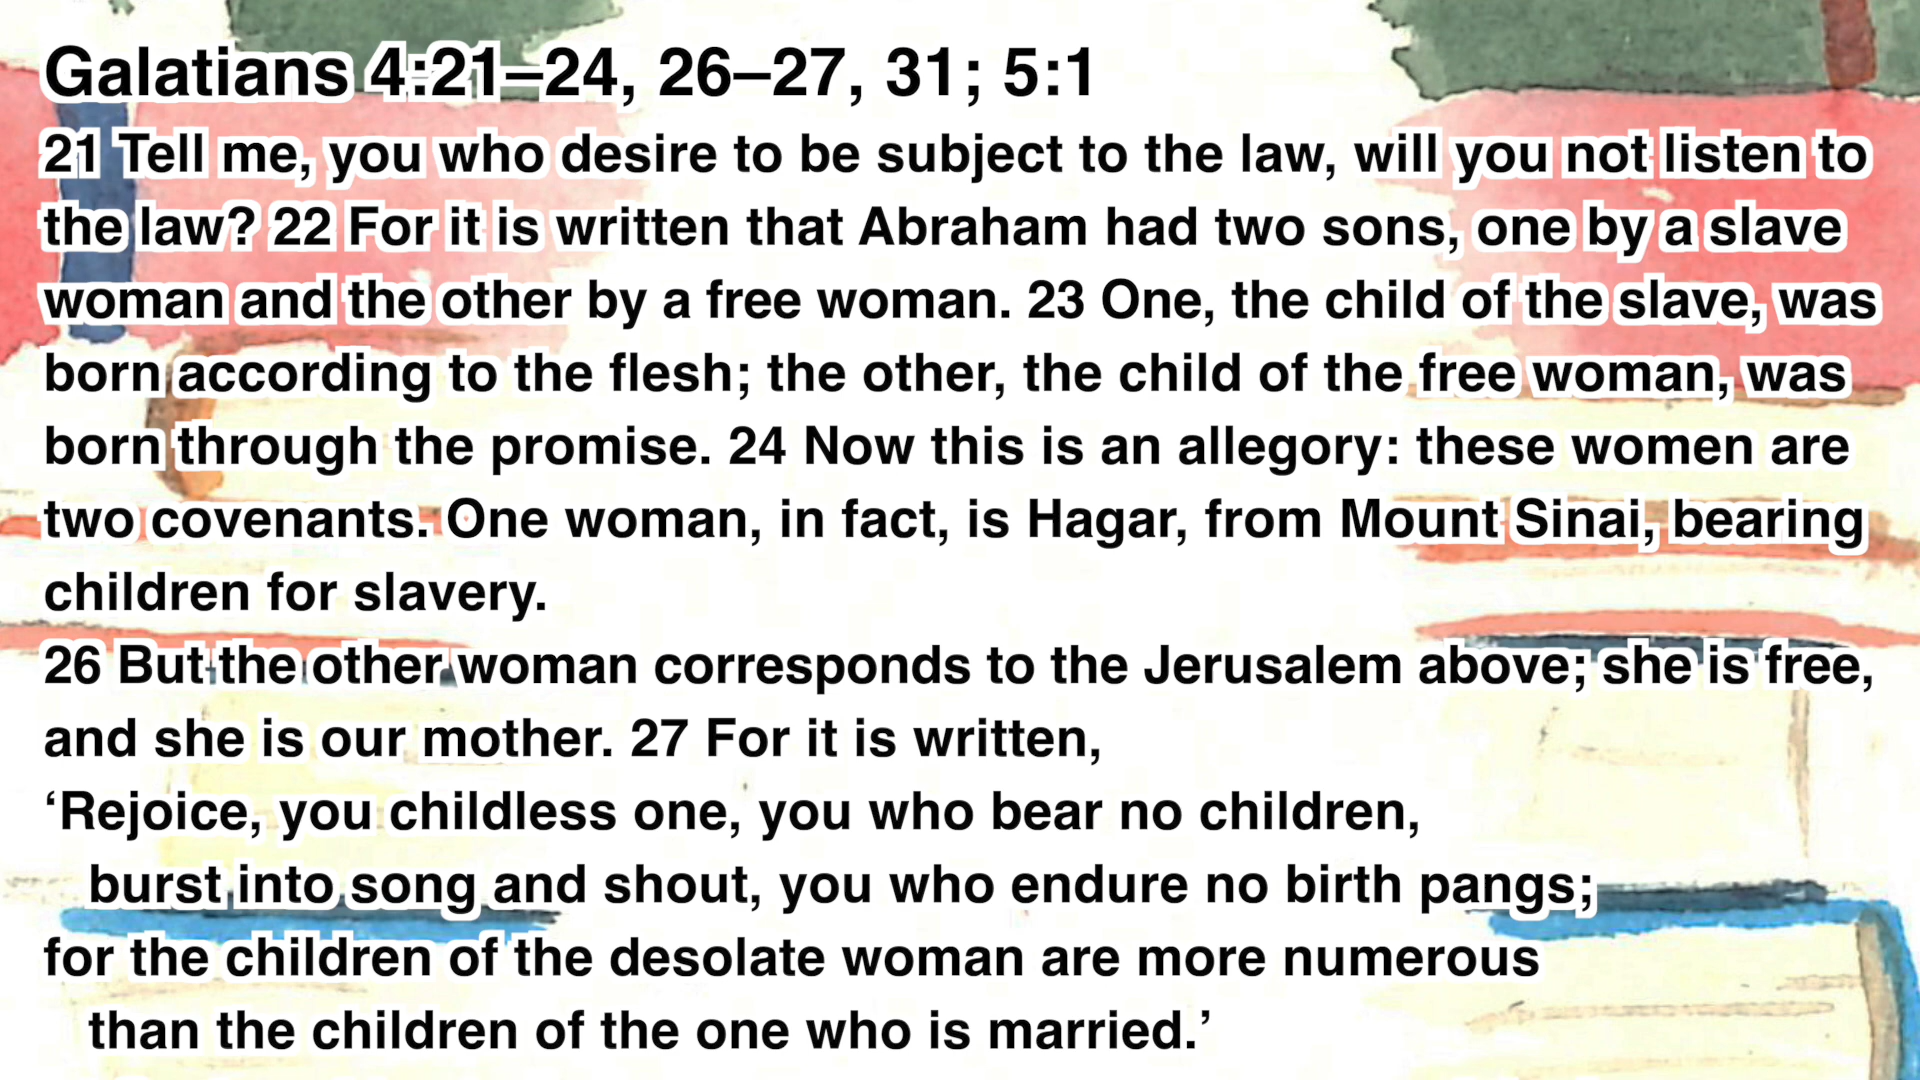 Galatians 4:21–24, 26–27, 31; 5:1
21 Tell me, you who desire to be subject to the law, will you not listen to
the law? 22 For it is written that Abraham had two sons, one by a slave
woman and the other by a free woman. 23 One, the child of the slave, was
born according to the flesh; the other, the child of the free woman, was
born through the promise. 24 Now this is an allegory: these women are
two covenants. One woman, in fact, is Hagar, from Mount Sinai, bearing
children for slavery.
26 But the other woman corresponds to the Jerusalem above; she is free,
and she is our mother. 27 For it is written,
‘Rejoice, you childless one, you who bear no children,
burst into song and shout, you who endure no birth pangs;
for the children of the desolate woman are more numerous
than the children of the one who is married.’